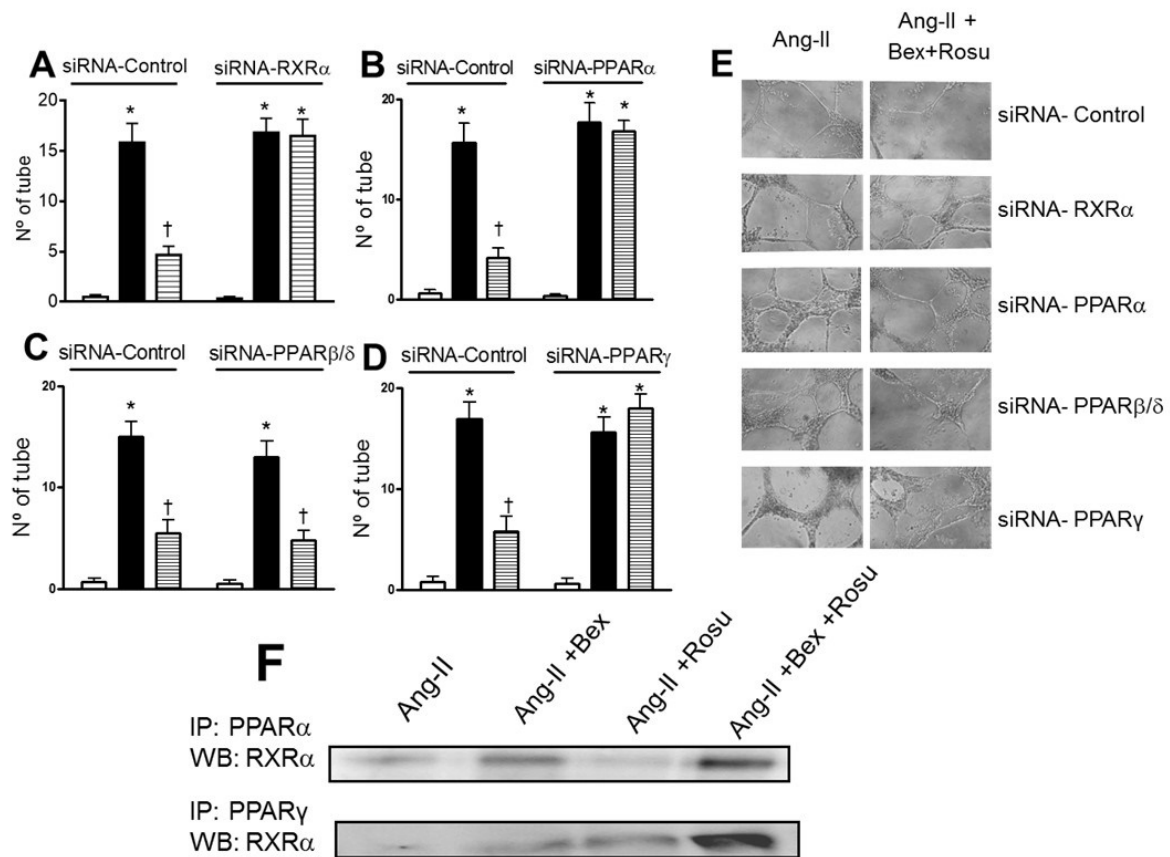 A
siRNA-Control siRNA-RXRα
Nº of tube
20
15
10
5
0
*
†
* *
B
siRNA-Control siRNA-PPARα
Nº of tube
20
10
0
*
†
* *
C
siRNA-Control siRNA-PPARβ/δ
Nº of tube
20
10
0
*
†
*
†
D
siRNA-Control siRNA-PPARγ
Nº of tube
20
10
0
*
†
* *
E
Ang-II
Ang-II +
Bex+Rosu
siRNA- Control
siRNA- RXRα
siRNA- PPARα
siRNA- PPARβ/δ
siRNA- PPARγ
F
Ang-II
Ang-II +Bex
Ang-II +Rosu
Ang-II +Bex +Rosu
IP: PPARα
WB: RXRα
IP: PPARγ
WB: RXRα